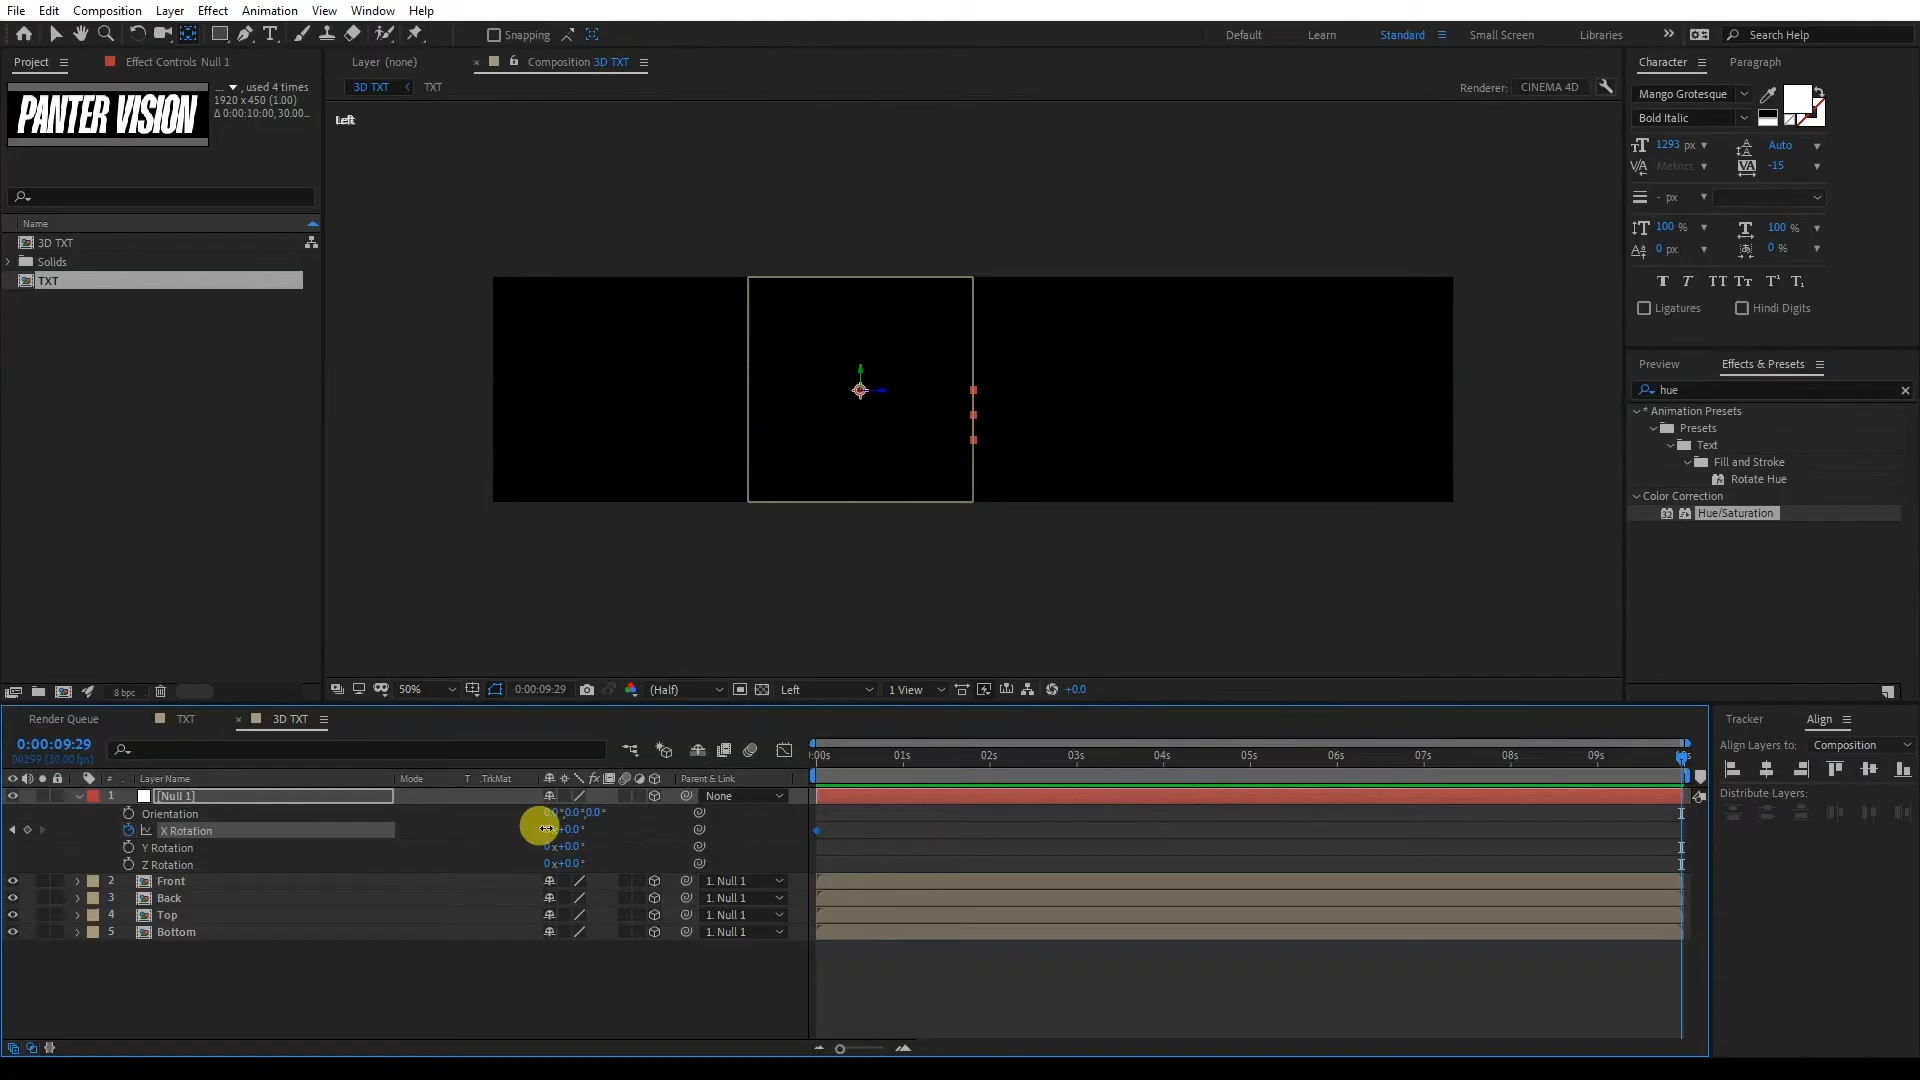 File Edit Composition Layer Effect Animation View Window Help
Snapping
Default Learn Standard Small Screen Libraries Search Help
Project Effect Controls Null 1
PANTER VISION
... , used 4 times
1920 x 450 (1.00)
Δ 0:00:10:00, 30.00...
Name
3D TXT
Solids
TXT
8 bpc
Layer (none) Composition 3D TXT
3D TXT TXT
Renderer: CINEMA 4D
Left
50% 0:00:09:29 (Half) Left 1 View +0.0
Character Paragraph
Mango Grotesque
Bold Italic
1293 px Auto
Metrics -15
- px
100 % 100 %
0 px 0 %
T T TT Tт T¹ T₁
Ligatures Hindi Digits
Preview Effects & Presets
hue
* Animation Presets
Presets
Text
Fill and Stroke
Rotate Hue
Color Correction
Hue/Saturation
Render Queue TXT 3D TXT
0:00:09:29
00299 (30.00 fps)
:00s 01s 02s 03s 04s 05s 06s 07s 08s 09s
# Layer Name Mode T .TrkMat Parent & Link
1 [Null 1] None
Orientation 0.0°,0.0°,0.0°
X Rotation +0.0°
Y Rotation 0x+0.0°
Z Rotation 0x+0.0°
2 Front 1. Null 1
3 Back 1. Null 1
4 Top 1. Null 1
5 Bottom 1. Null 1
Tracker Align
Align Layers to: Composition
Distribute Layers: